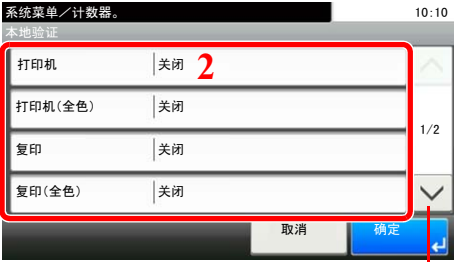 系统菜单／计数器。 10:10
本地验证
打印机 关闭 2
打印机(全色) 关闭
1/2
复印 关闭
复印(全色) 关闭
取消 确定